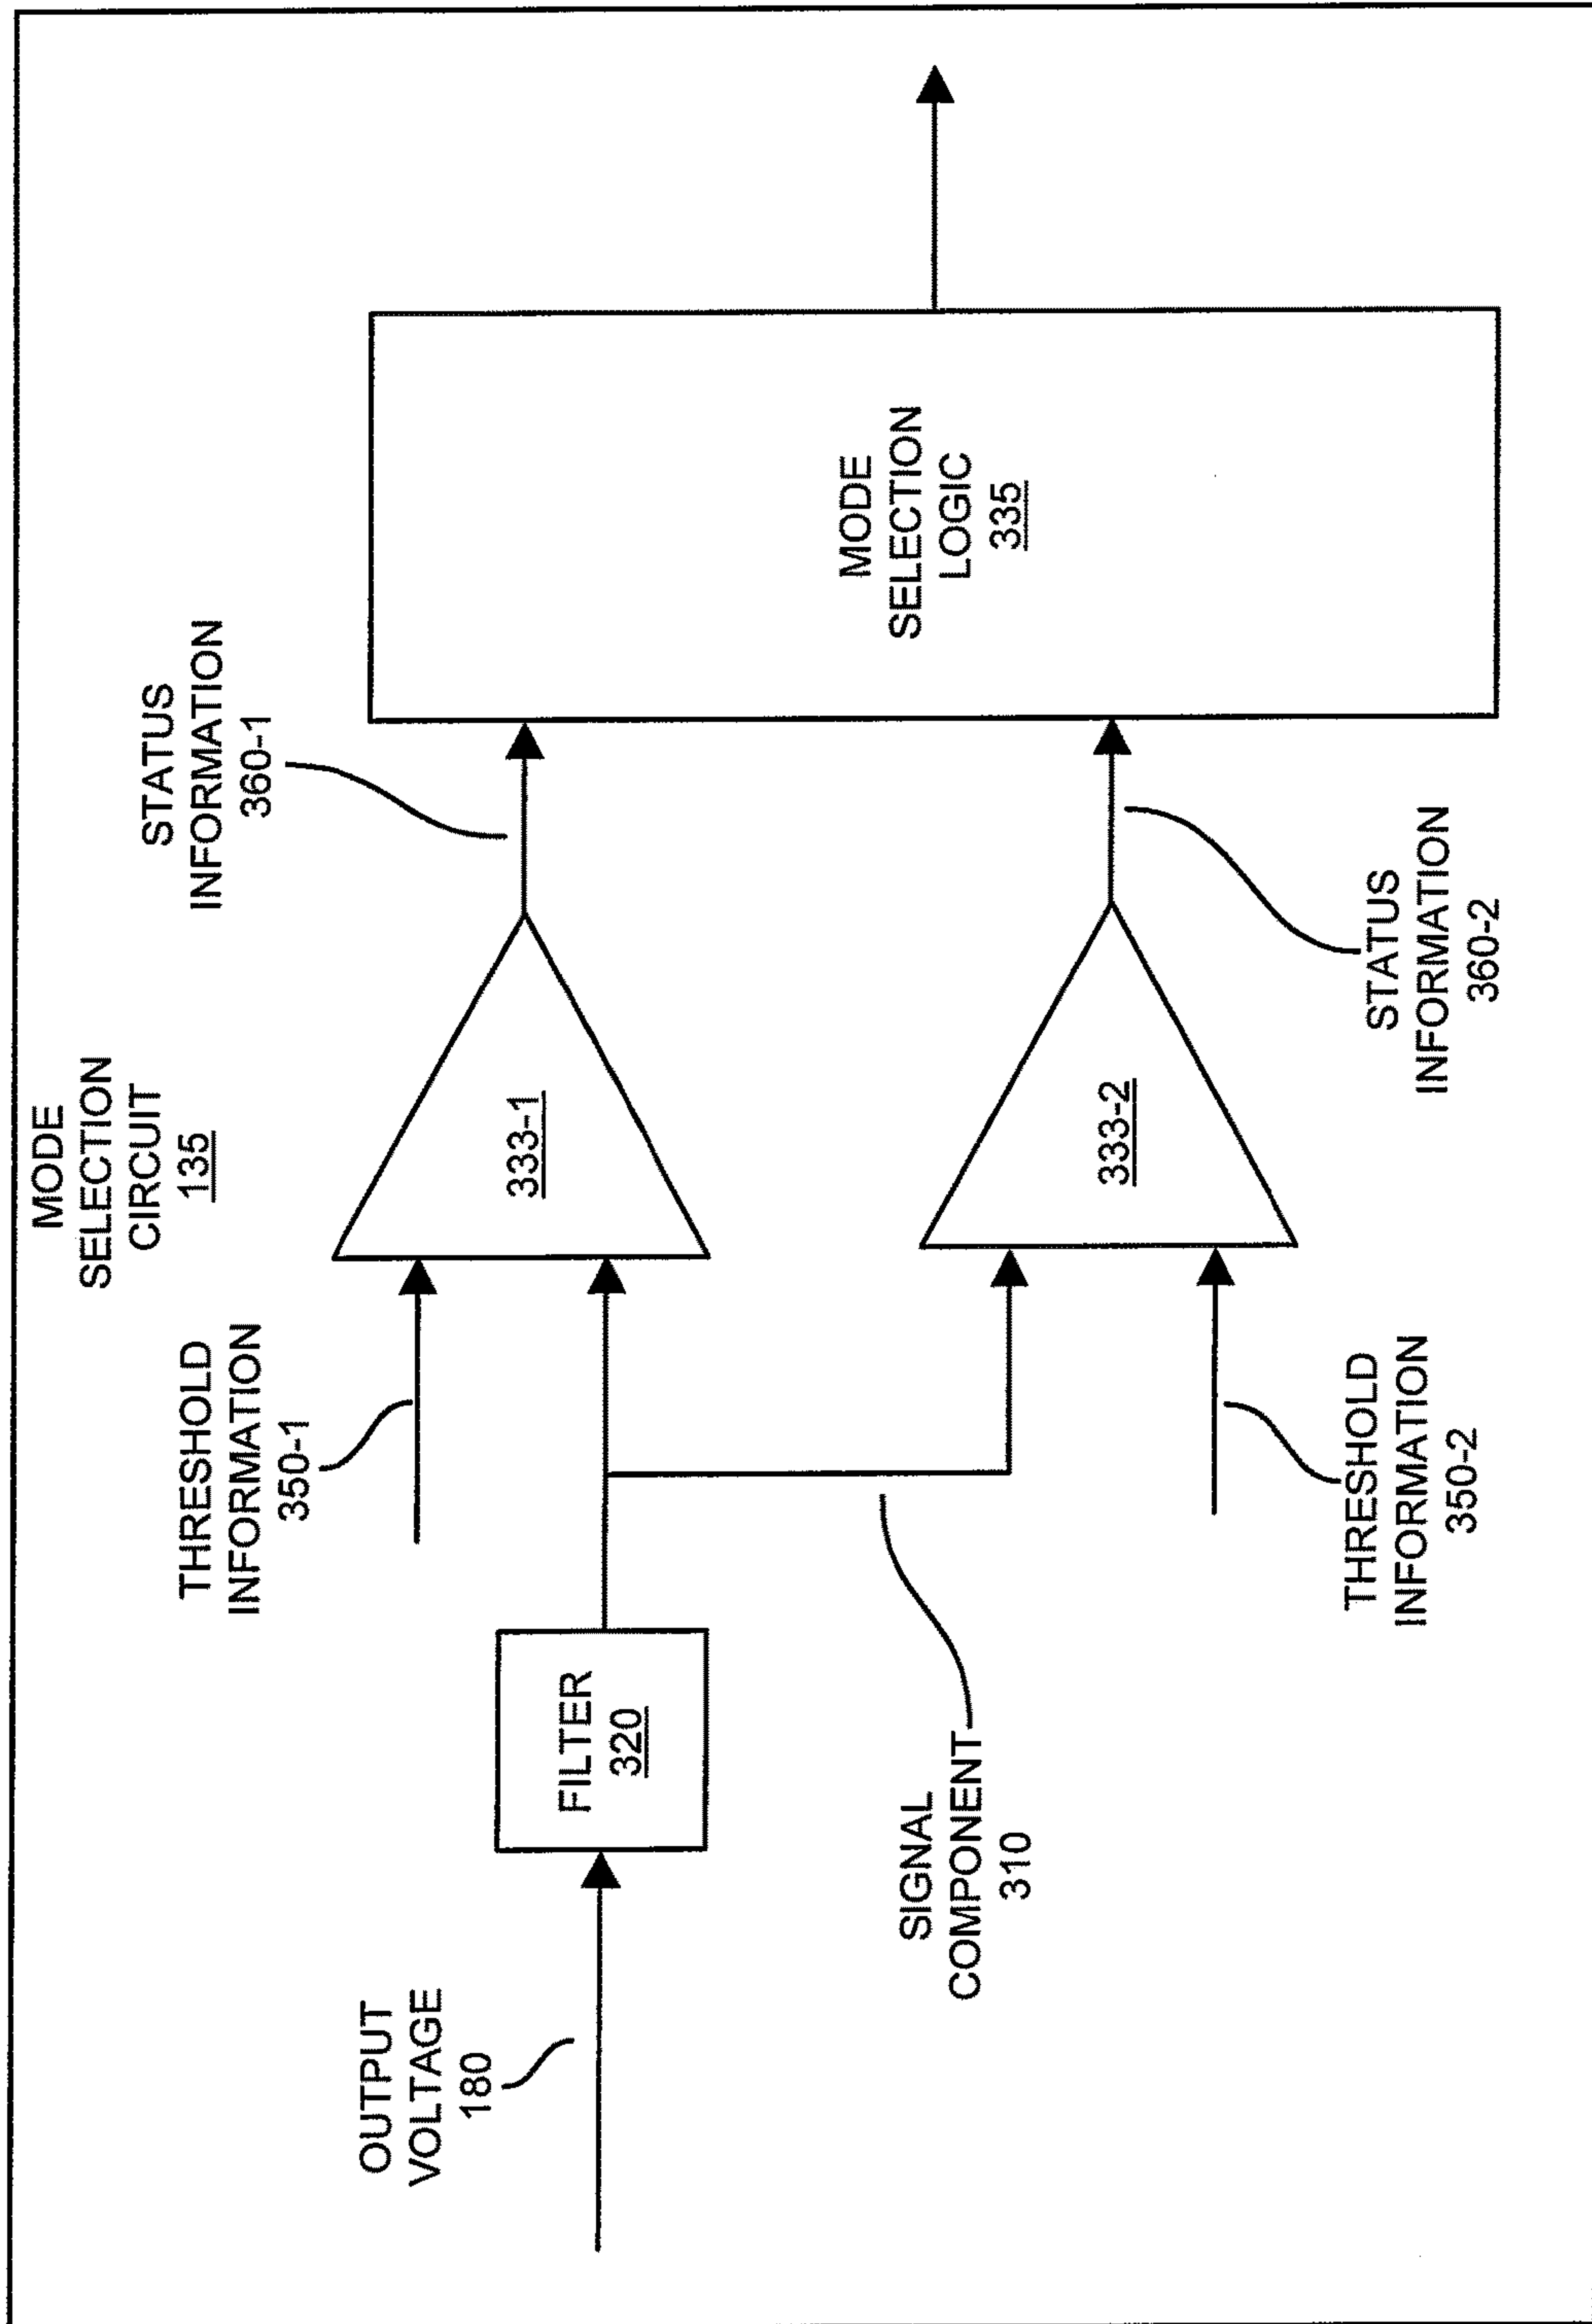 MODE
SELECTION
CIRCUIT
135
STATUS
INFORMATION
360-1
THRESHOLD
INFORMATION
350-1
OUTPUT
VOLTAGE
180
FILTER
320
333-1
MODE
SELECTION
LOGIC
335
SIGNAL
COMPONENT
310
333-2
THRESHOLD
INFORMATION
350-2
STATUS
INFORMATION
360-2